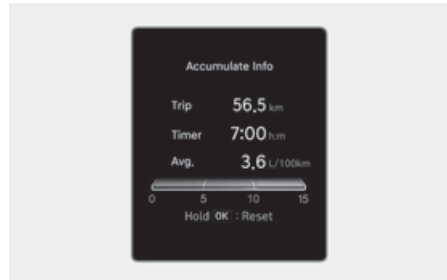 Accumulate Info
Trip 56.5 km
Timer 7:00 h:m
Avg. 3.6 L/100km
0 5 10 15
Hold OK : Reset